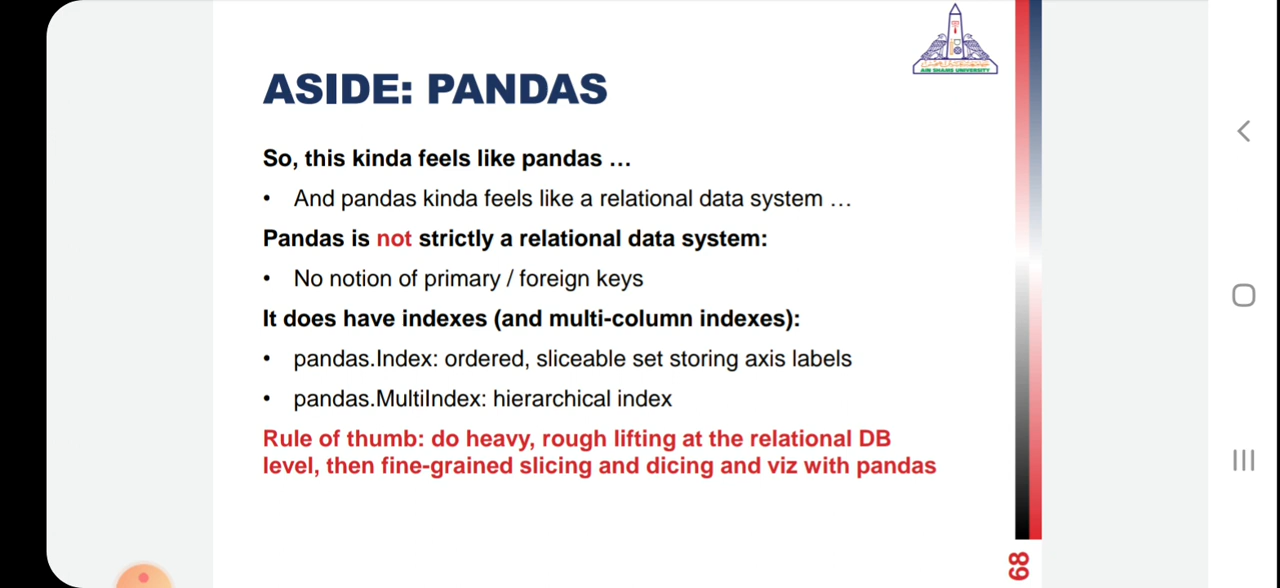 ASIDE: PANDAS
So, this kinda feels like pandas …
• And pandas kinda feels like a relational data system …
Pandas is not strictly a relational data system:
• No notion of primary / foreign keys
It does have indexes (and multi-column indexes):
• pandas.Index: ordered, sliceable set storing axis labels
• pandas.MultiIndex: hierarchical index
Rule of thumb: do heavy, rough lifting at the relational DB
level, then fine-grained slicing and dicing and viz with pandas
AIN SHAMS UNIVERSITY
68